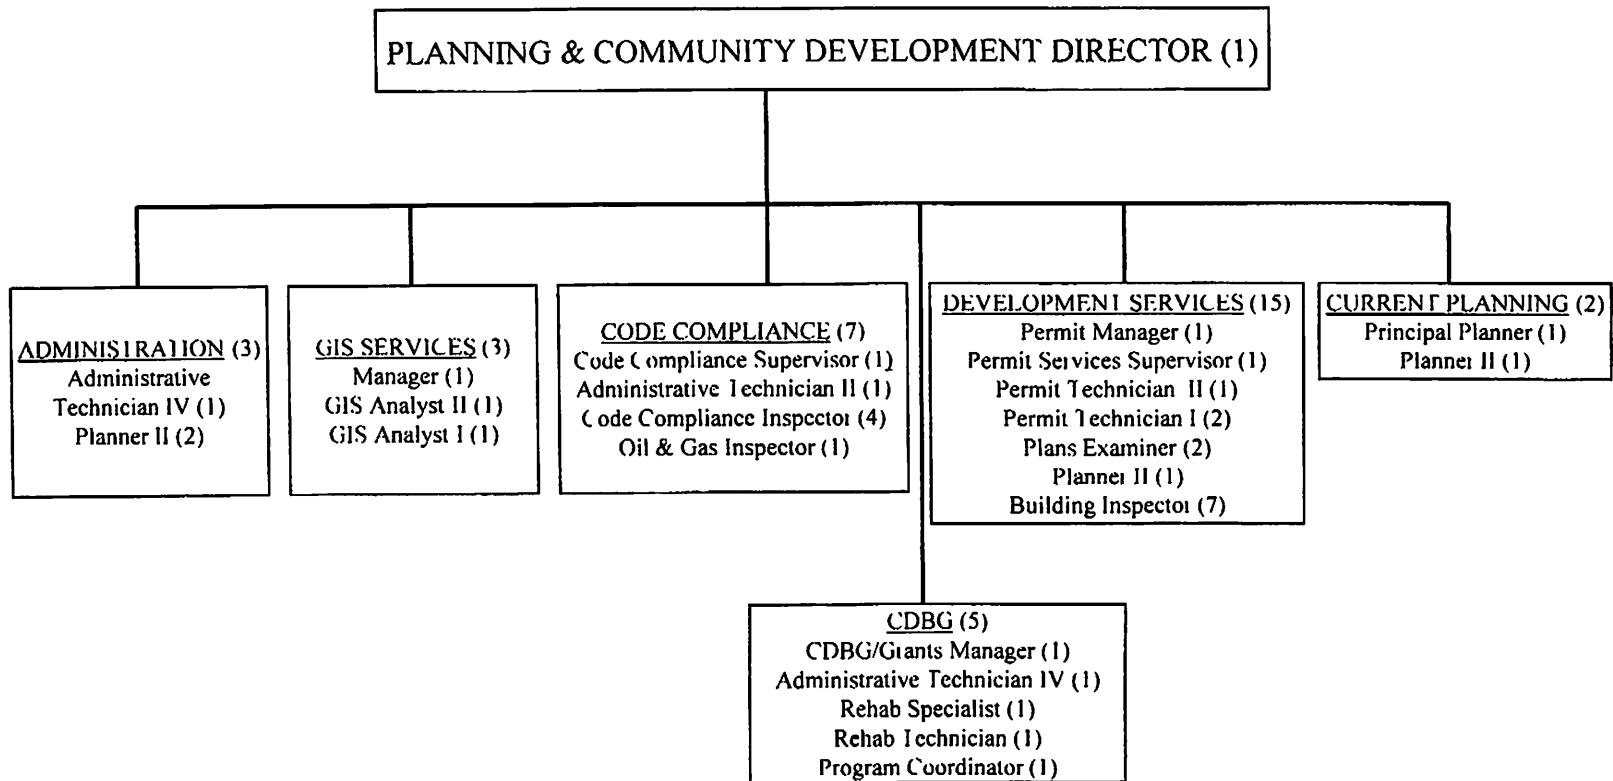 PLANNING & COMMUNITY DEVELOPMENT DIRECTOR (1)
ADMINISTRATION (3)
Administrative
Technician IV (1)
Planner II (2)
GIS SERVICES (3)
Manager (1)
GIS Analyst II (1)
GIS Analyst I (1)
CODE COMPLIANCE (7)
Code Compliance Supervisor (1)
Administrative Technician II (1)
Code Compliance Inspector (4)
Oil & Gas Inspector (1)
DEVELOPMENT SERVICES (15)
Permit Manager (1)
Permit Services Supervisor (1)
Permit Technician II (1)
Permit Technician I (2)
Plans Examiner (2)
Planner II (1)
Building Inspector (7)
CURRENT PLANNING (2)
Principal Planner (1)
Planner II (1)
CDBG (5)
CDBG/Grants Manager (1)
Administrative Technician IV (1)
Rehab Specialist (1)
Rehab Technician (1)
Program Coordinator (1)